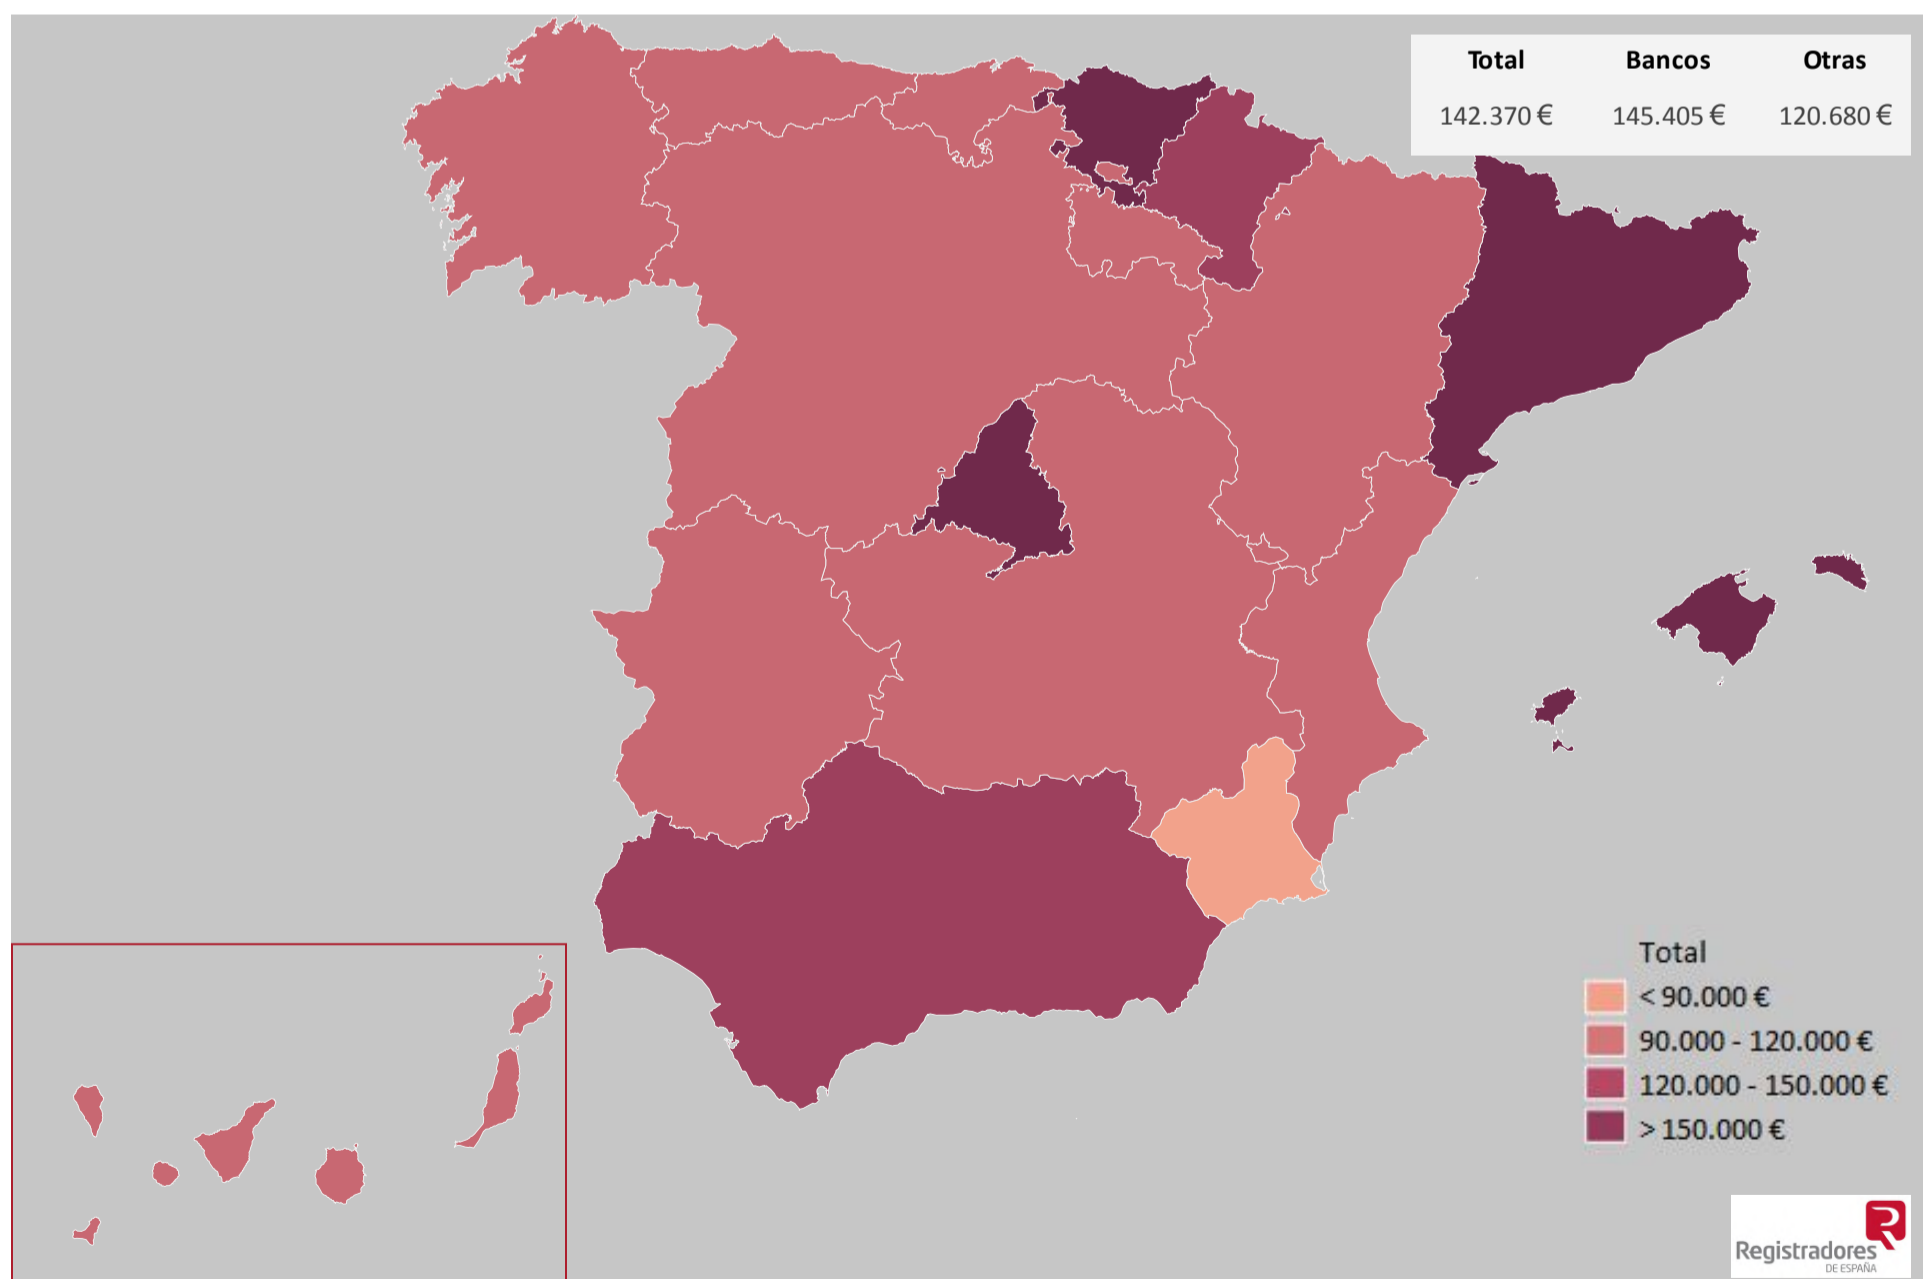 Total Bancos Otras
142.370 € 145.405 € 120.680 €
Total
< 90.000 €
90.000 - 120.000 €
120.000 - 150.000 €
> 150.000 €
Registradores
DE ESPAÑA